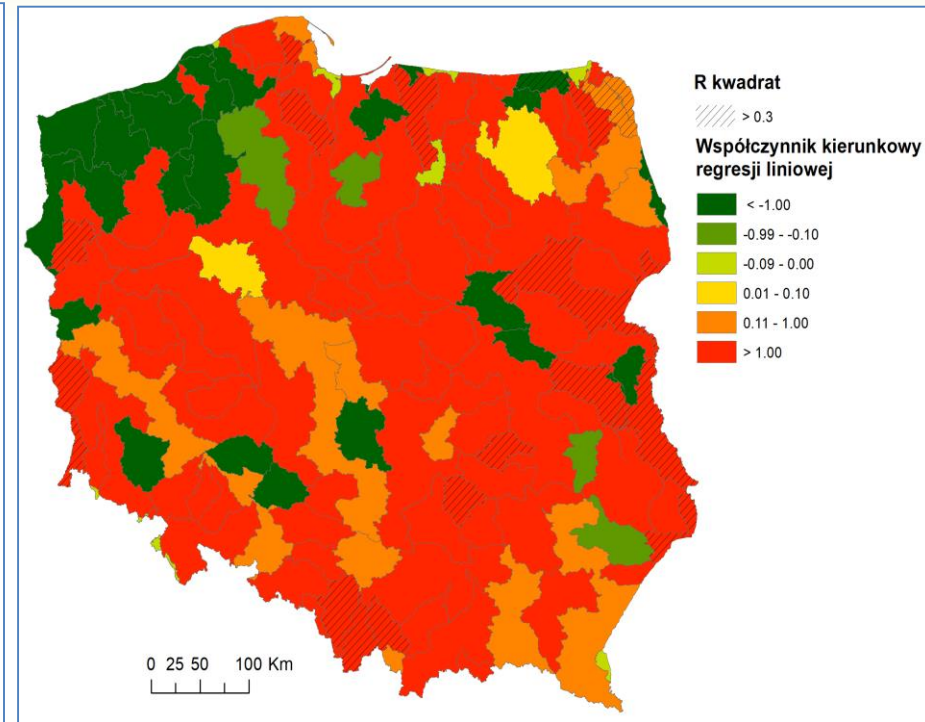 R kwadrat
> 0.3
Współczynnik kierunkowy
regresji liniowej
< -1.00
-0.99 - -0.10
-0.09 - 0.00
0.01 - 0.10
0.11 - 1.00
> 1.00
0 25 50 100 Km